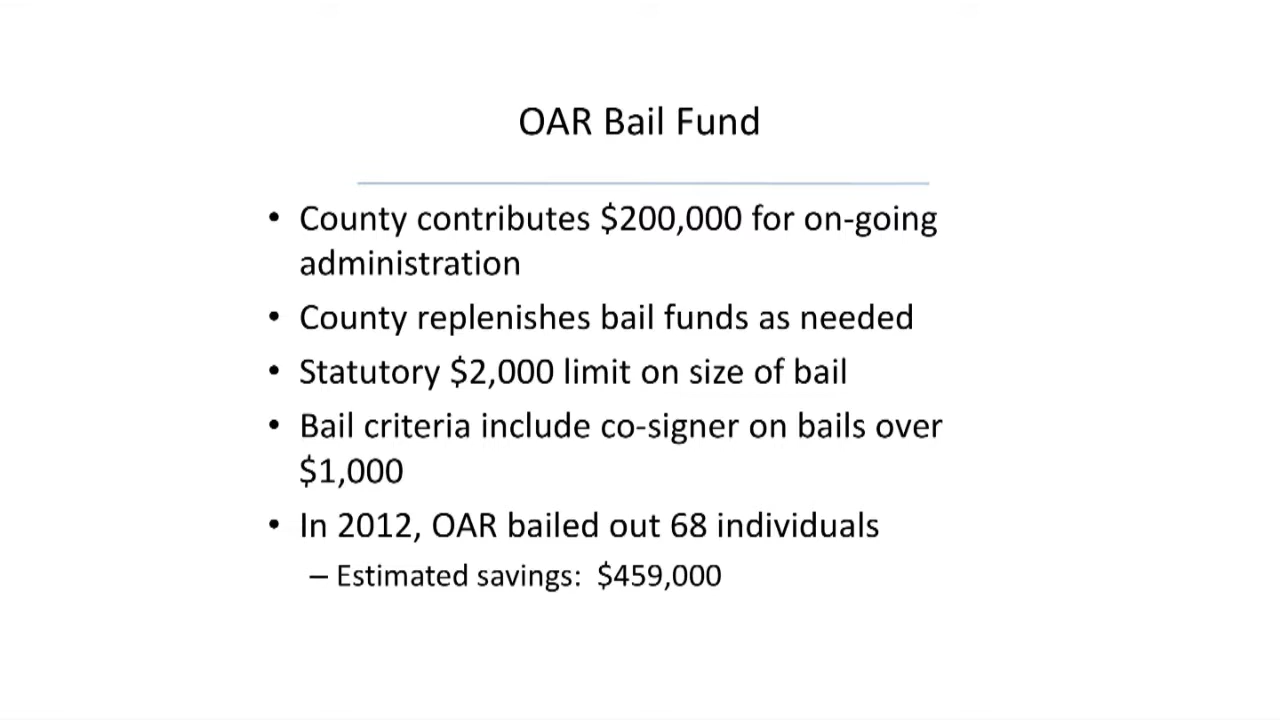 OAR Bail Fund
• County contributes $200,000 for on-going
administration
• County replenishes bail funds as needed
• Statutory $2,000 limit on size of bail
• Bail criteria include co-signer on bails over
$1,000
• In 2012, OAR bailed out 68 individuals
– Estimated savings:  $459,000